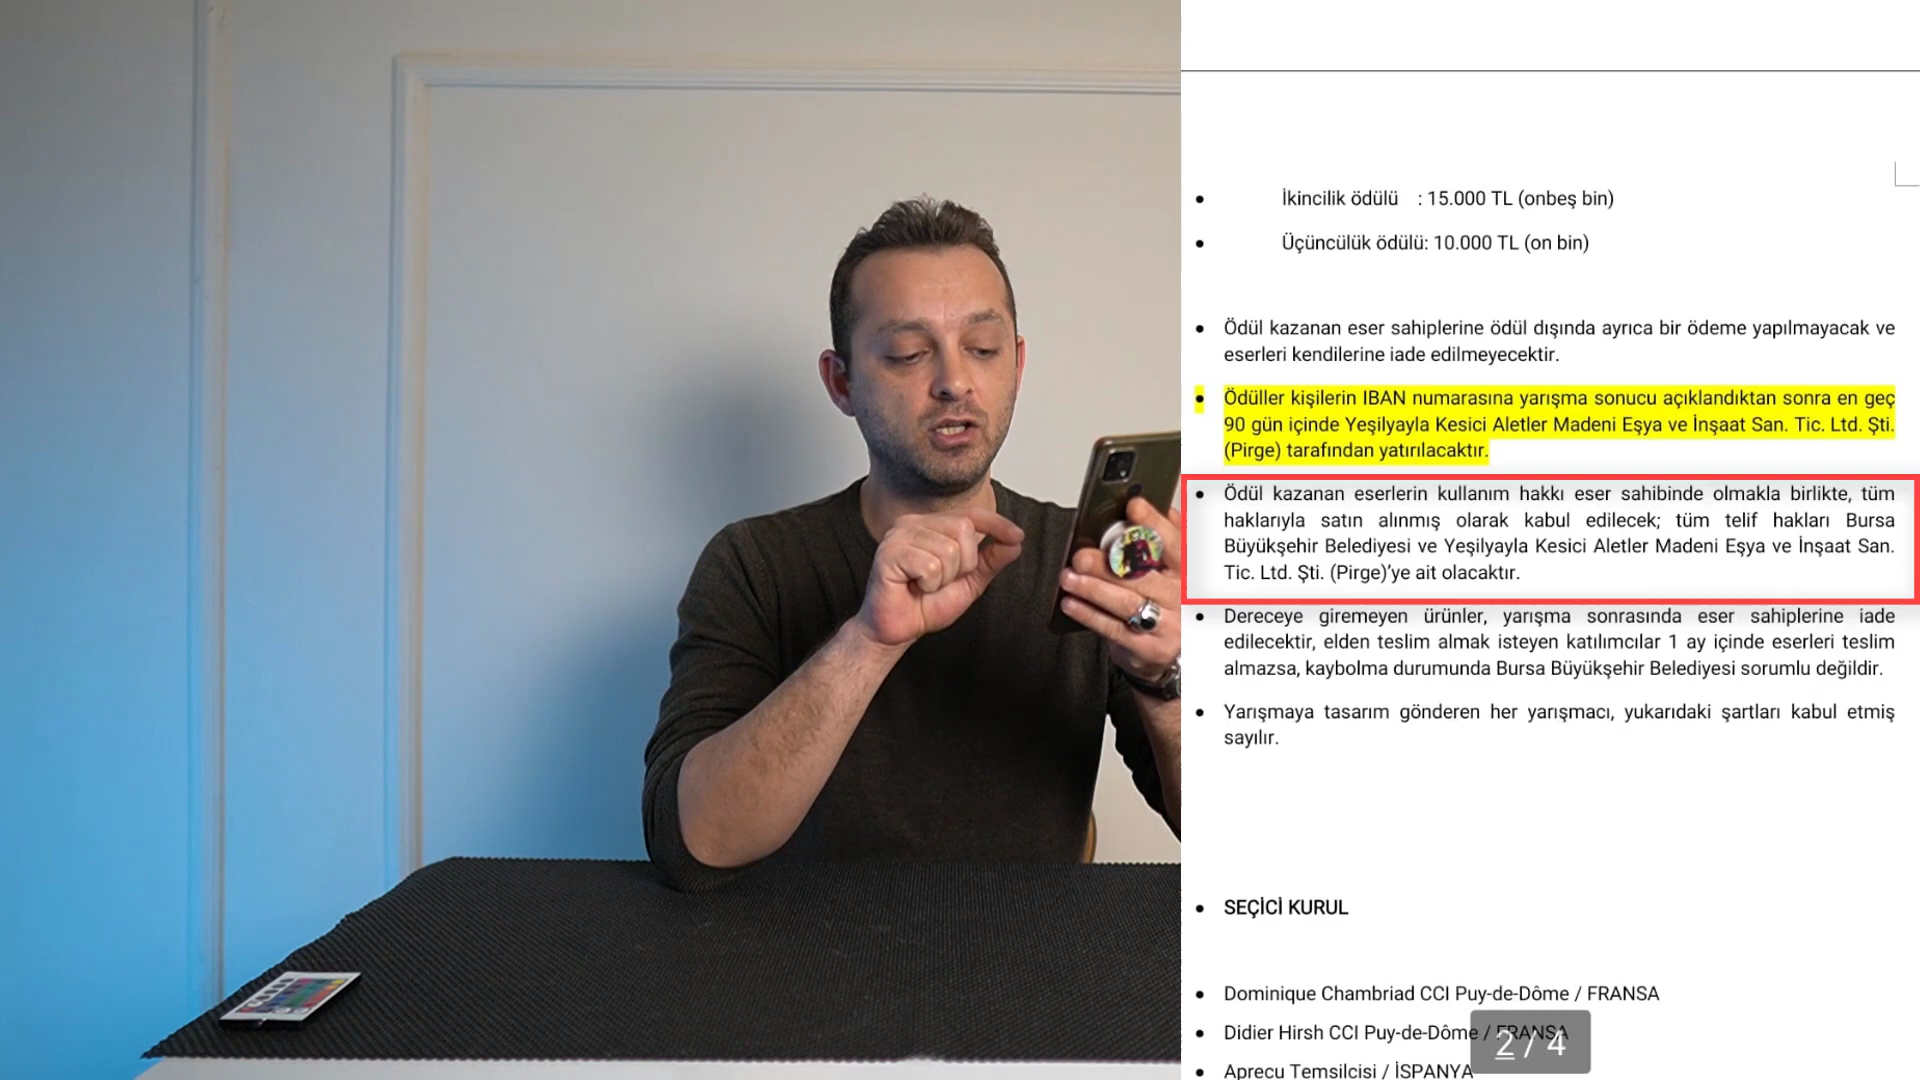 İkincilik ödülü : 15.000 TL (onbeş bin)
Üçüncülük ödülü: 10.000 TL (on bin)
Ödül kazanan eser sahiplerine ödül dışında ayrıca bir ödeme yapılmayacak ve
eserleri kendilerine iade edilmeyecektir.
Ödüller kişilerin IBAN numarasına yarışma sonucu açıklandıktan sonra en geç
90 gün içinde Yeşilyayla Kesici Aletler Madeni Eşya ve İnşaat San. Tic. Ltd. Şti.
(Pirge) tarafından yatırılacaktır.
Ödül kazanan eserlerin kullanım hakkı eser sahibinde olmakla birlikte, tüm
haklarıyla satın alınmış olarak kabul edilecek; tüm telif hakları Bursa
Büyükşehir Belediyesi ve Yeşilyayla Kesici Aletler Madeni Eşya ve İnşaat San.
Tic. Ltd. Şti. (Pirge)’ye ait olacaktır.
Dereceye giremeyen ürünler, yarışma sonrasında eser sahiplerine iade
edilecektir, elden teslim almak isteyen katılımcılar 1 ay içinde eserleri teslim
almazsa, kaybolma durumunda Bursa Büyükşehir Belediyesi sorumlu değildir.
Yarışmaya tasarım gönderen her yarışmacı, yukarıdaki şartları kabul etmiş
sayılır.
SEÇİCİ KURUL
Dominique Chambriad CCI Puy-de-Dôme / FRANSA
Didier Hirsh CCI Puy-de-Dôme / FRANSA
Aprecu Temsilcisi / İSPANYA
2 / 4